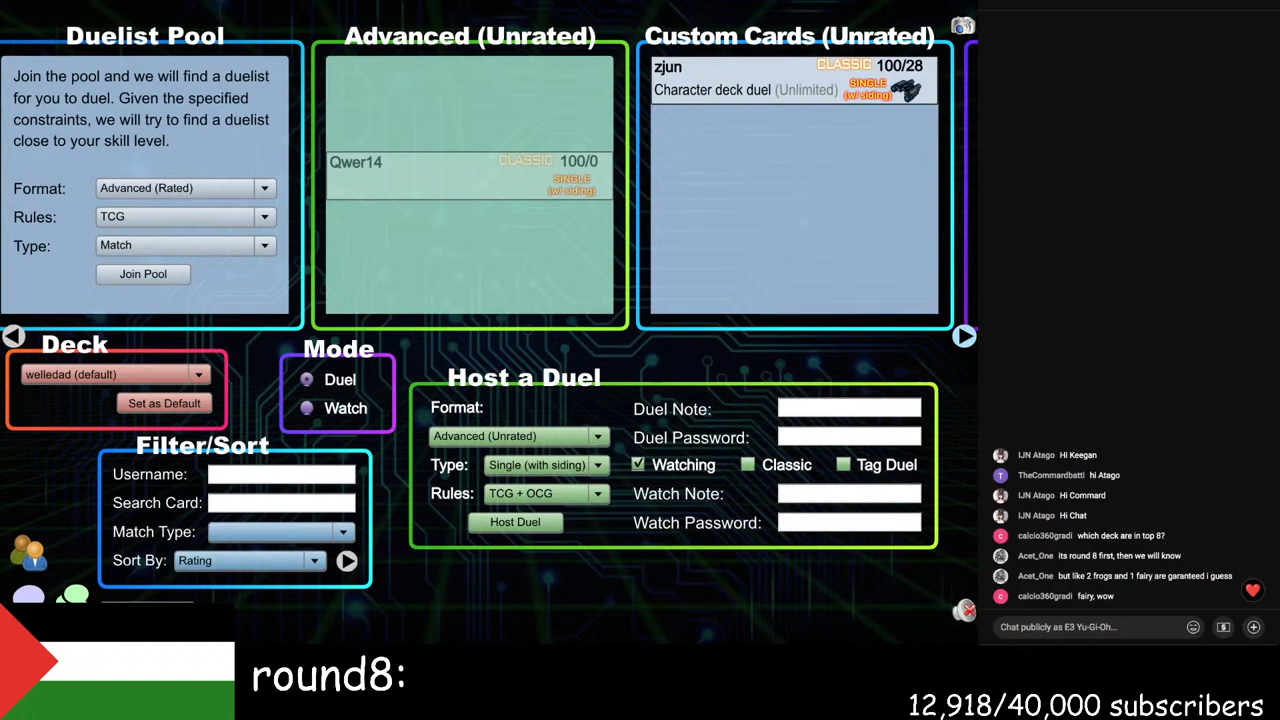 Duelist Pool
Join the pool and we will find a duelist
for you to duel. Given the specified
constraints, we will try to find a duelist
close to your skill level.
Format: Advanced (Rated)
Rules: TCG
Type: Match
Join Pool
Advanced (Unrated)
Qwer14 CLASSIC 100/0
SINGLE
(w/ siding)
Custom Cards (Unrated)
zjun CLASSIC 100/28
Character deck duel (Unlimited) SINGLE
(w/ siding)
Deck
welledad (default)
Set as Default
Mode
Duel
Watch
Filter/Sort
Username:
Search Card:
Match Type:
Sort By: Rating
Host a Duel
Format:
Advanced (Unrated)
Type: Single (with siding)
Rules: TCG + OCG
Host Duel
Duel Note:
Duel Password:
Watching Classic Tag Duel
Watch Note:
Watch Password:
IJN Atago Hi Keegan
T TheCommardbatti hi Atago
IJN Atago Hi Commard
IJN Atago Hi Chat
c calcio360gradi which deck are in top 8?
Acet_One its round 8 first, then we will know
Acet_One but like 2 frogs and 1 fairy are garanteed i guess
c calcio360gradi fairy, wow
Chat publicly as E3 Yu-Gi-Oh...
round8:
12,918/40,000 subscribers